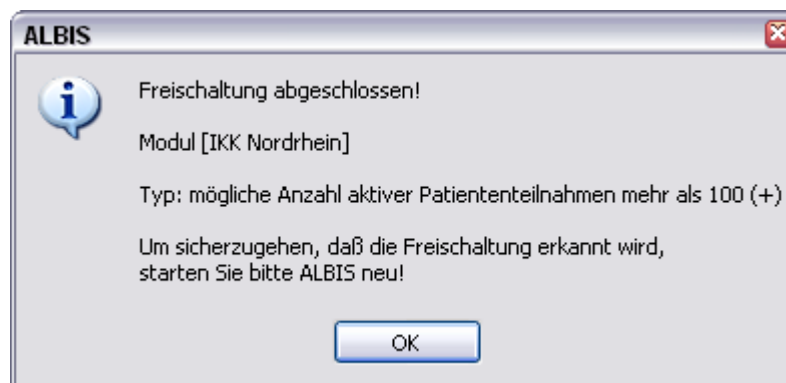 ALBIS
Freischaltung abgeschlossen!
Modul [IKK Nordrhein]
Typ: mögliche Anzahl aktiver Patiententeilnahmen mehr als 100 (+)
Um sicherzugehen, daß die Freischaltung erkannt wird,
starten Sie bitte ALBIS neu!
OK